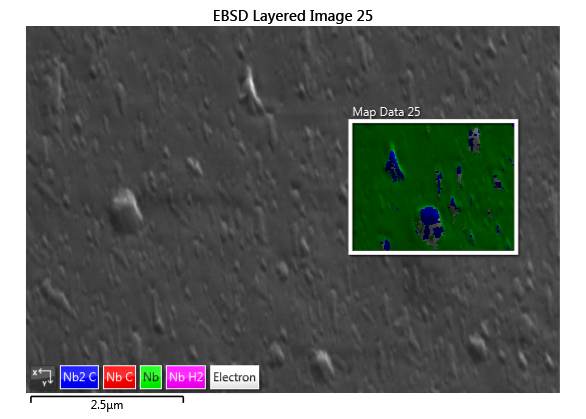 EBSD Layered Image 25
Map Data 25
X
Y
Nb2 C
Nb C
Nb
Nb H2
Electron
2.5µm